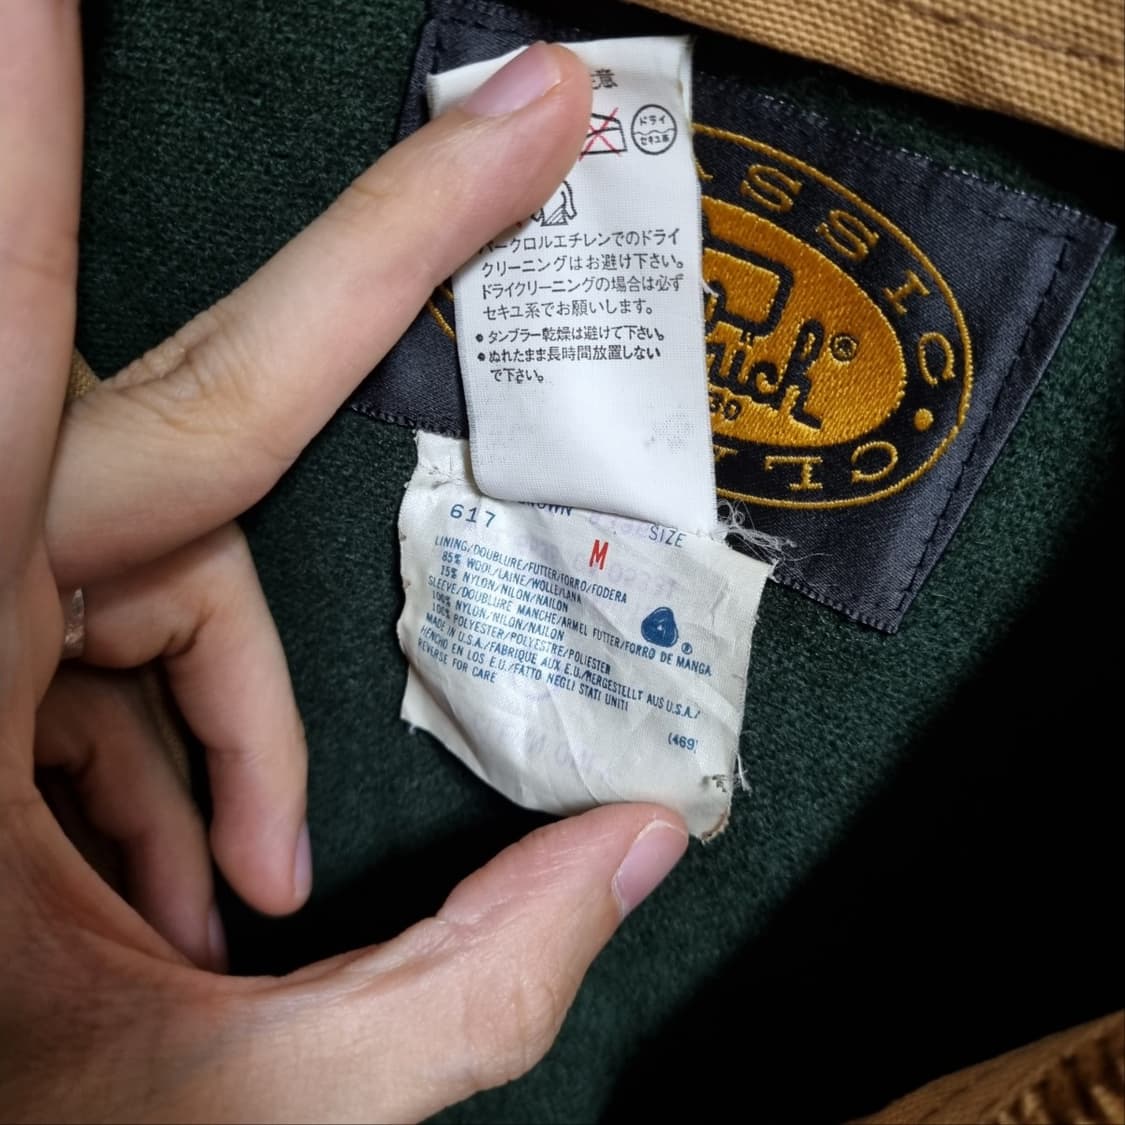 意
ドライ
セキユ系
パークロルエチレンでのドライ
クリーニングはお避け下さい。
ドライクリーニングの場合は必ず
セキユ系でお願いします。
• タンブラー乾燥は避けて下さい。
• ぬれたまま長時間放置しない
で下さい。
ASSIC
rich®
30
CLI
617
SIZE
M
LINING/DOUBLURE/FUTTER/FORRO/FODERA
85% WOOL/LAINE/WOLLE/LANA
15% NYLON/NILON/NAILON
SLEEVE/DOUBLURE MANCHE/ARMEL FUTTER/FORRO DE MANGA
100% NYLON/NILON/NAILON
100% POLYESTER/POLYESTRE/POLIESTER
MADE IN U.S.A./FABRIQUE AUX E.U./HERGESTELLT AUS U.S.A./
HENCHO EN LOS E.U./FATTO NEGLI STATI UNITI
REVERSE FOR CARE
(469)